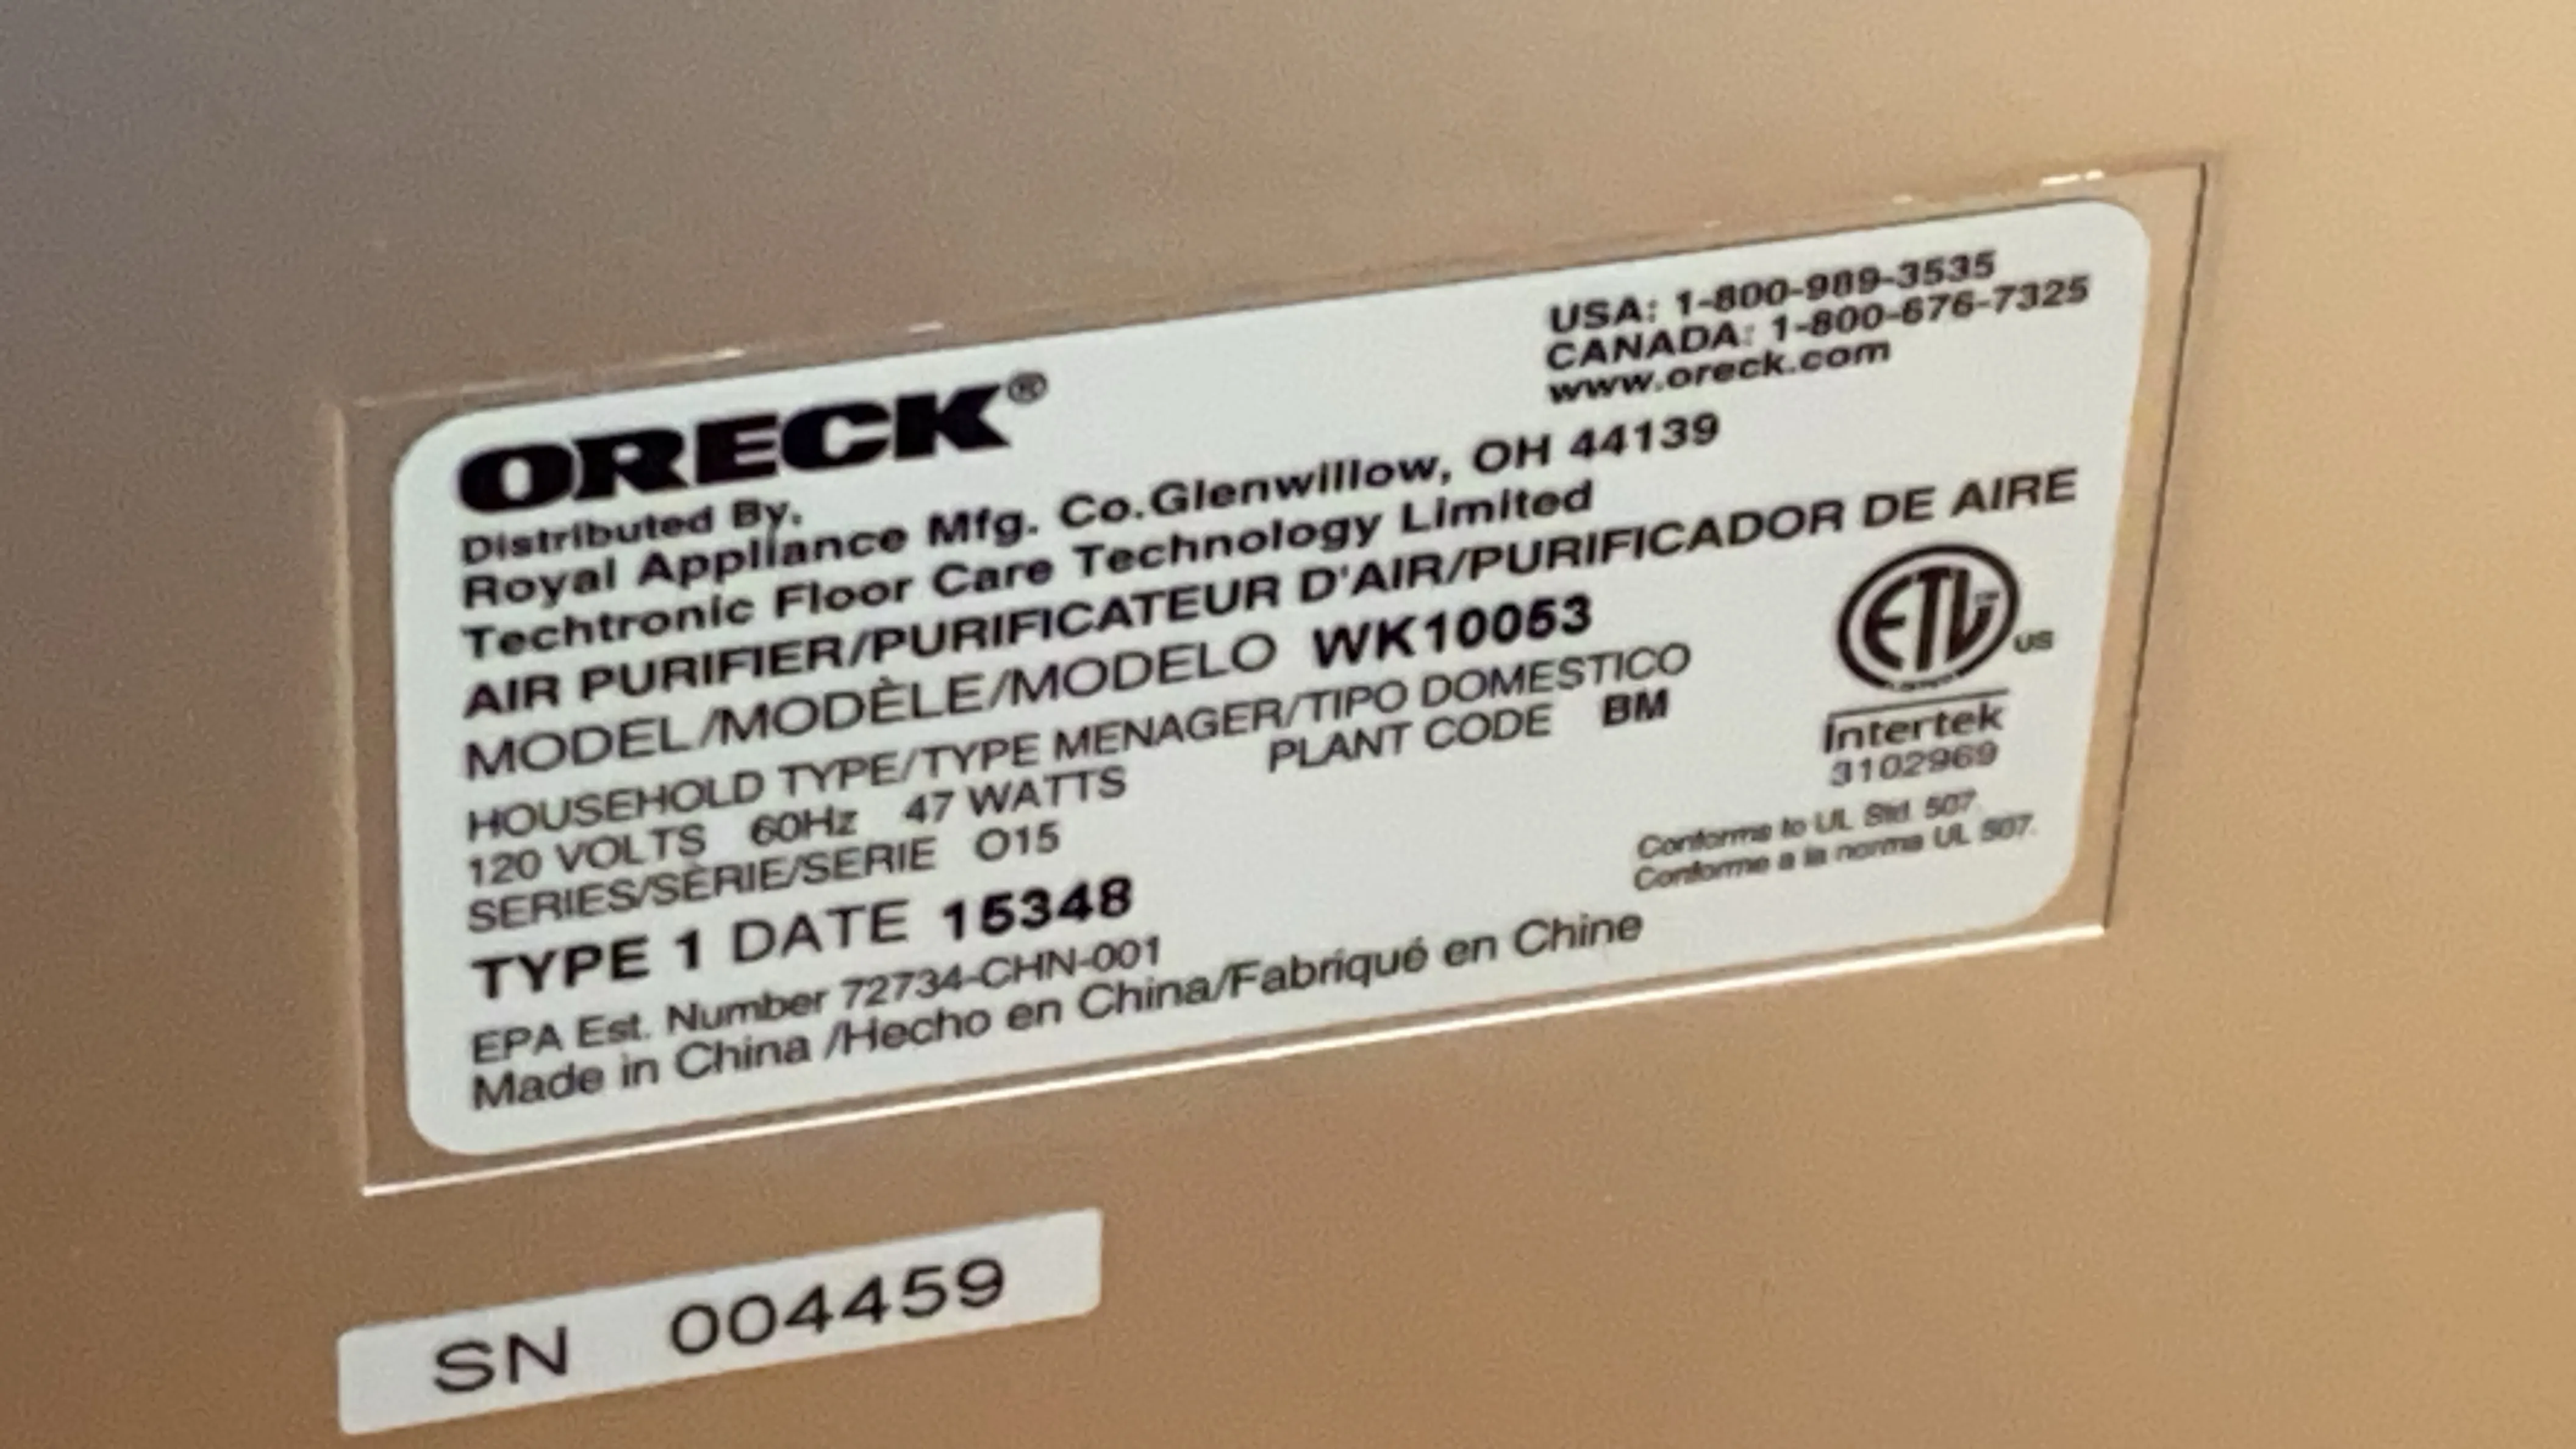 ORECK®
USA: 1-800-989-3535
CANADA: 1-800-676-7325
www.oreck.com
Distributed By.
Royal Appliance Mfg. Co.Glenwillow, OH 44139
Techtronic Floor Care Technology Limited
AIR PURIFIER/PURIFICATEUR D'AIR/PURIFICADOR DE AIRE
MODEL/MODÈLE/MODELO WK10053
HOUSEHOLD TYPE/TYPE MENAGER/TIPO DOMESTICO
120 VOLTS 60Hz 47 WATTS PLANT CODE BM
SERIES/SÈRIE/SERIE O15
TYPE 1 DATE 15348
EPA Est. Number 72734-CHN-001
Made in China /Hecho en China/Fabriqué en Chine
ETL US
Intertek
3102969
Conforms to UL Std. 507.
Conforme a la norma UL 507.
SN 004459